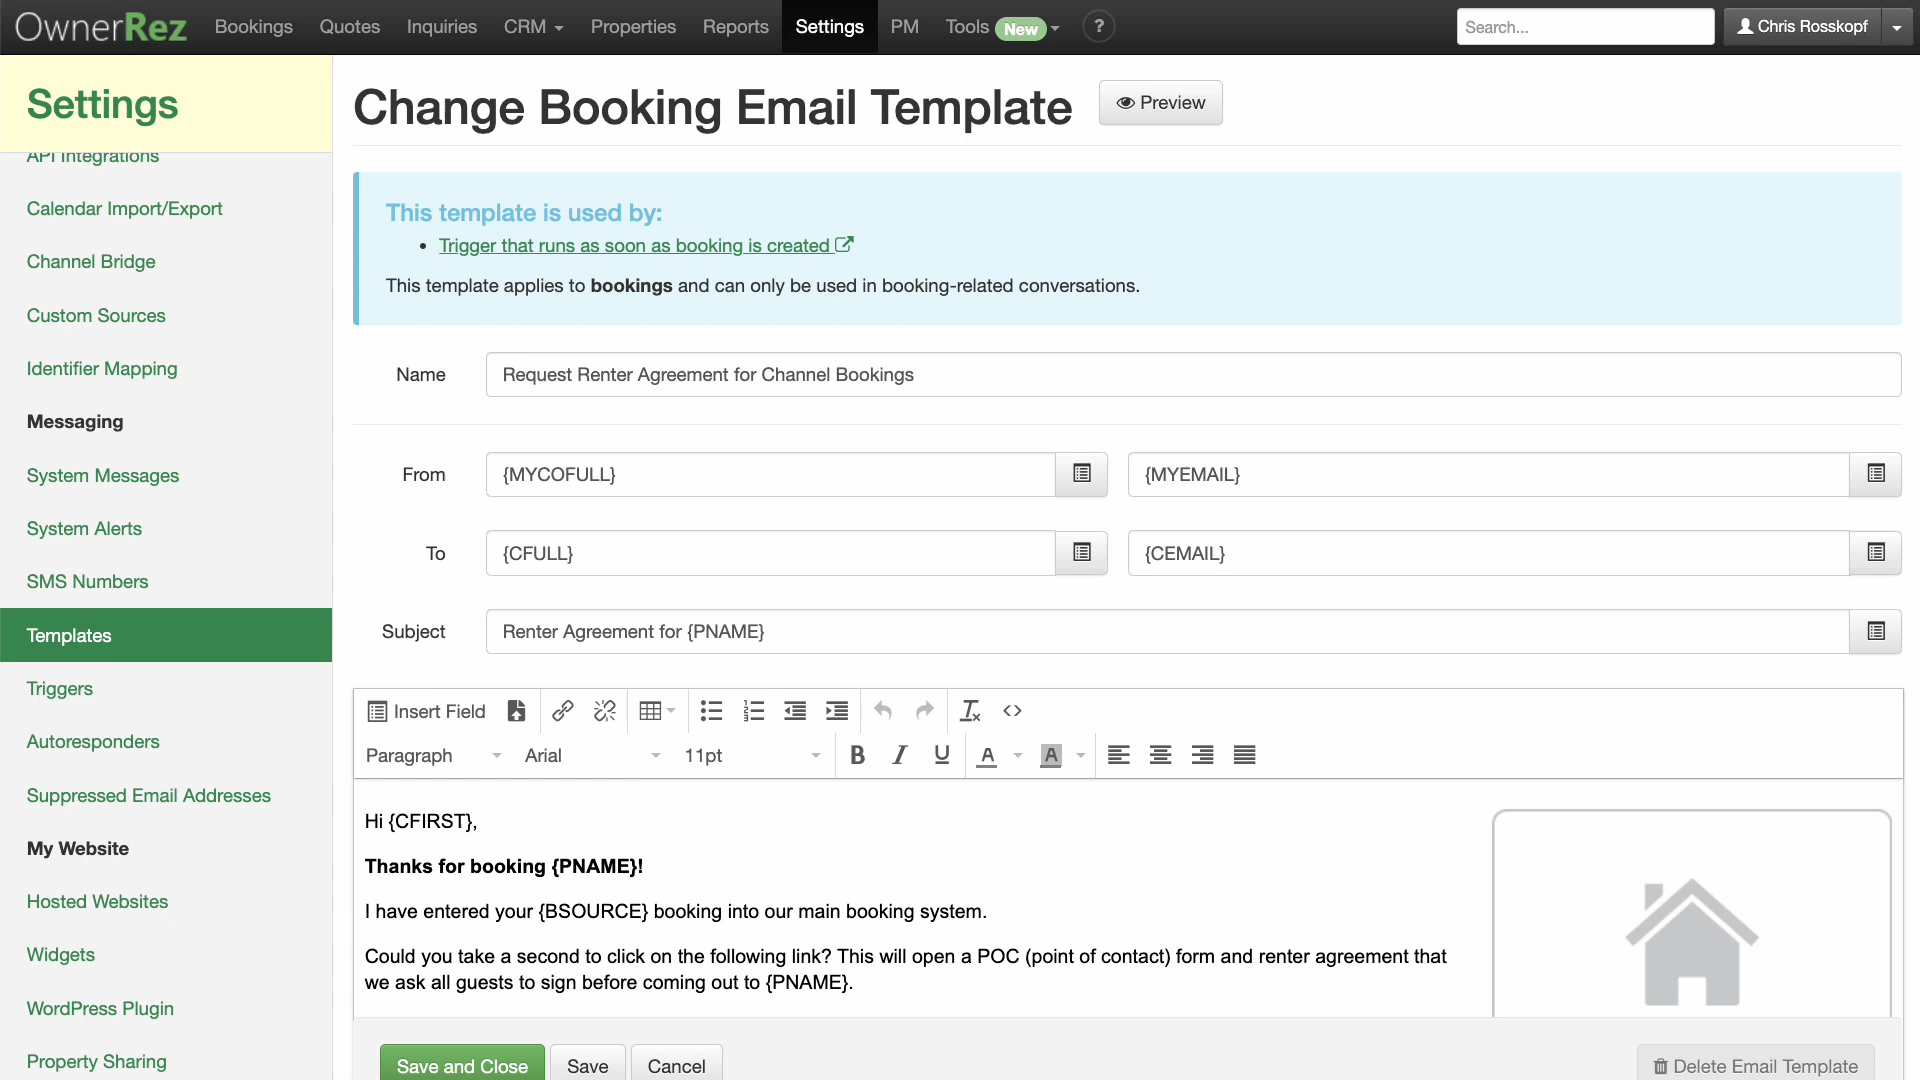 OwnerRez Bookings Quotes Inquiries CRM Properties Reports Settings PM Tools New ? Search... Chris Rosskopf
Settings
API Integrations
Calendar Import/Export
Channel Bridge
Custom Sources
Identifier Mapping
Messaging
System Messages
System Alerts
SMS Numbers
Templates
Triggers
Autoresponders
Suppressed Email Addresses
My Website
Hosted Websites
Widgets
WordPress Plugin
Property Sharing
Change Booking Email Template Preview
This template is used by:
Trigger that runs as soon as booking is created
This template applies to bookings and can only be used in booking-related conversations.
Name Request Renter Agreement for Channel Bookings
From {MYCOFULL} {MYEMAIL}
To {CFULL} {CEMAIL}
Subject Renter Agreement for {PNAME}
Insert Field
Paragraph Arial 11pt B I U A A
Hi {CFIRST},
Thanks for booking {PNAME}!
I have entered your {BSOURCE} booking into our main booking system.
Could you take a second to click on the following link? This will open a POC (point of contact) form and renter agreement that
we ask all guests to sign before coming out to {PNAME}.
Save and Close Save Cancel Delete Email Template